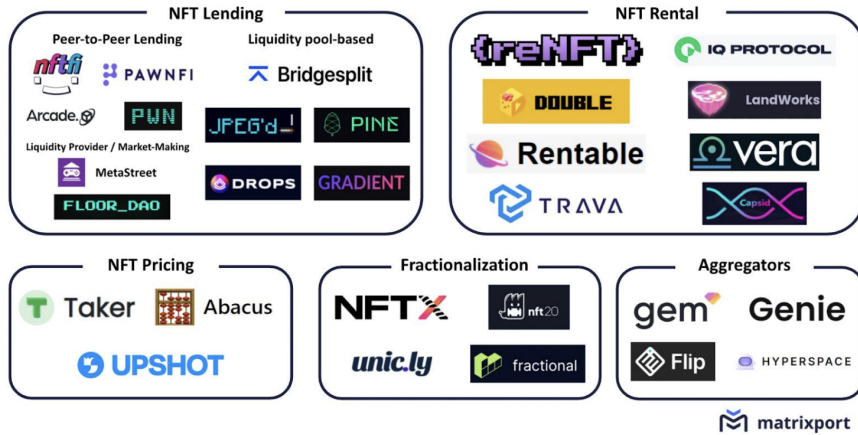 NFT Lending
Peer-to-Peer Lending
Liquidity pool-based
nftfi
PAWNFI
Bridgesplit
Arcade.
PWN
JPEG'd
PINE
Liquidity Provider / Market-Making
MetaStreet
DROPS
GRADIENT
FLOOR_DAO
NFT Rental
{reNFT}
IQ PROTOCOL
DOUBLE
LandWorks
Rentable
vera
TRAVA
Capsid
NFT Pricing
Taker
Abacus
UPSHOT
Fractionalization
NFTX
nft20
unic.ly
fractional
Aggregators
gem
Genie
Flip
HYPERSPACE
matrixport